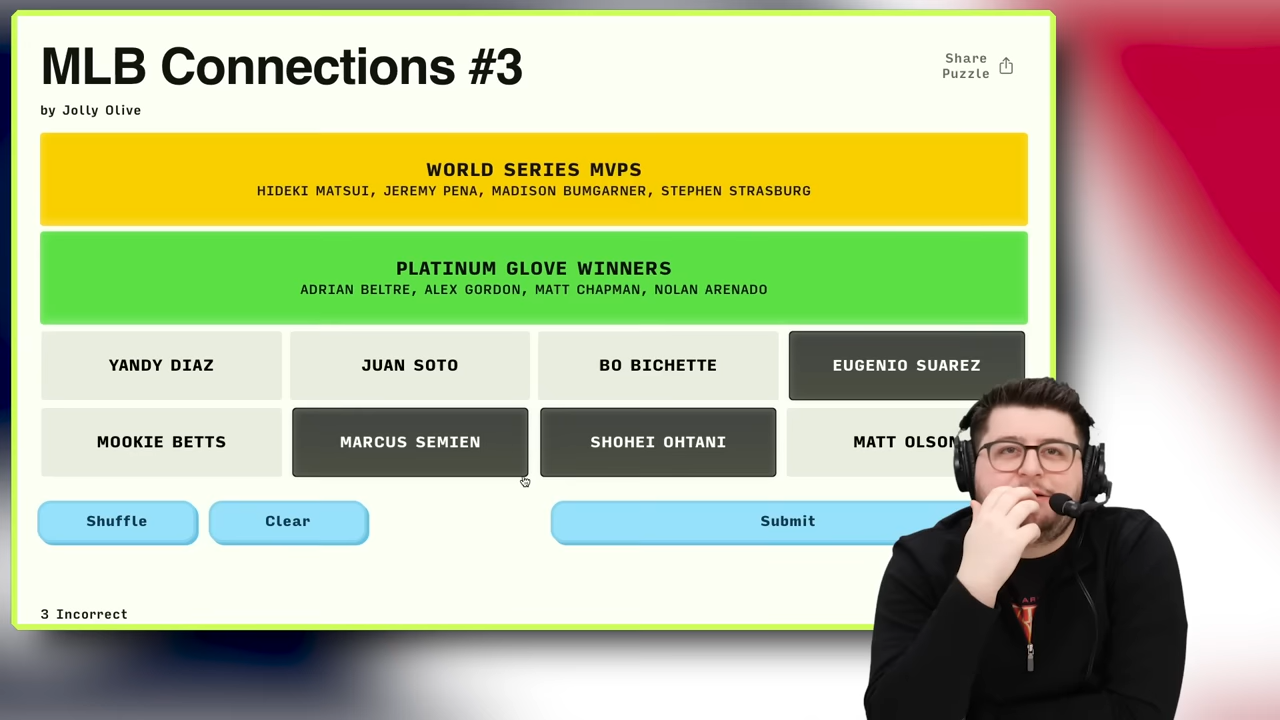 MLB Connections #3
Share
Puzzle
by Jolly Olive
WORLD SERIES MVPS
HIDEKI MATSUI, JEREMY PENA, MADISON BUMGARNER, STEPHEN STRASBURG
PLATINUM GLOVE WINNERS
ADRIAN BELTRE, ALEX GORDON, MATT CHAPMAN, NOLAN ARENADO
YANDY DIAZ
JUAN SOTO
BO BICHETTE
EUGENIO SUAREZ
MOOKIE BETTS
MARCUS SEMIEN
SHOHEI OHTANI
MATT OLSON
Shuffle
Clear
Submit
3 Incorrect